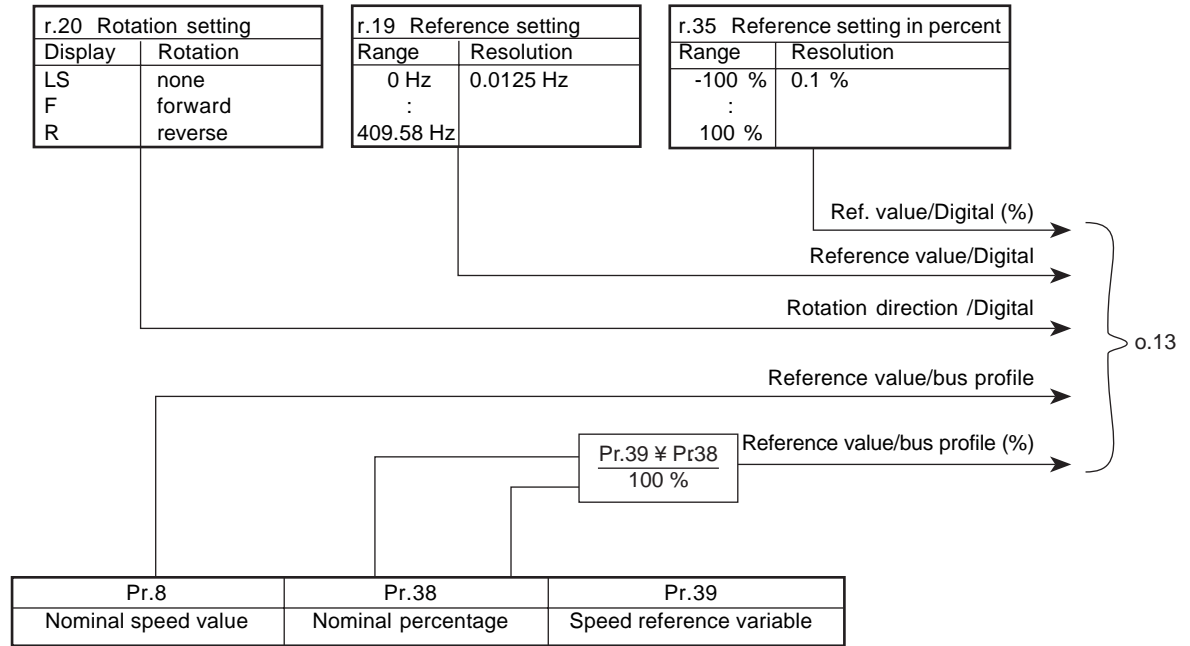 r.20 Rotation setting
Display Rotation
LS none
F forward
R reverse
r.19 Reference setting
Range Resolution
0 Hz 0.0125 Hz
:
409.58 Hz
r.35 Reference setting in percent
Range Resolution
-100 % 0.1 %
:
100 %
Ref. value/Digital (%)
Reference value/Digital
Rotation direction /Digital
o.13
Reference value/bus profile
Reference value/bus profile (%)
Pr.39 ¥ Pr.38
100 %
Pr.8 Pr.38 Pr.39
Nominal speed value Nominal percentage Speed reference variable